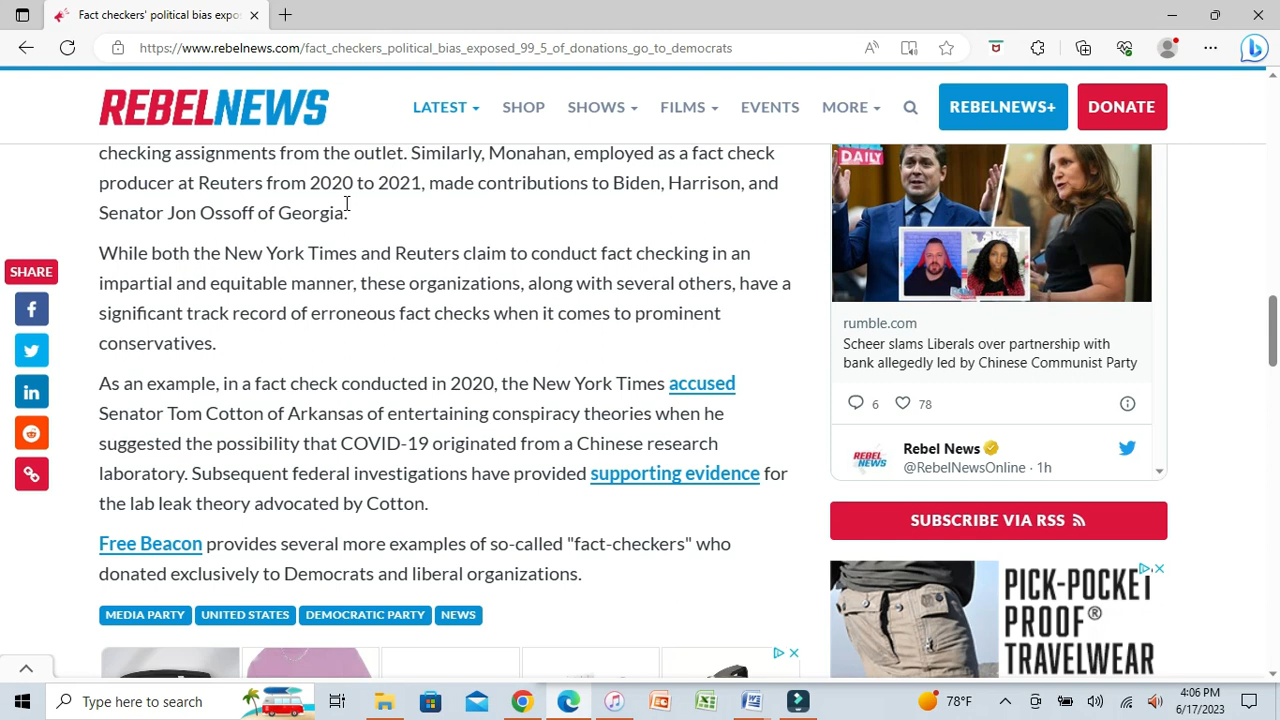 Fact checkers' political bias expos
https://www.rebelnews.com/fact_checkers_political_bias_exposed_99_5_of_donations_go_to_democrats
REBELNEWS
LATEST
SHOP
SHOWS
FILMS
EVENTS
MORE
REBELNEWS+
DONATE
checking assignments from the outlet. Similarly, Monahan, employed as a fact check
producer at Reuters from 2020 to 2021, made contributions to Biden, Harrison, and
Senator Jon Ossoff of Georgia.
SHARE
While both the New York Times and Reuters claim to conduct fact checking in an
impartial and equitable manner, these organizations, along with several others, have a
significant track record of erroneous fact checks when it comes to prominent
conservatives.
As an example, in a fact check conducted in 2020, the New York Times accused
Senator Tom Cotton of Arkansas of entertaining conspiracy theories when he
suggested the possibility that COVID-19 originated from a Chinese research
laboratory. Subsequent federal investigations have provided supporting evidence for
the lab leak theory advocated by Cotton.
Free Beacon provides several more examples of so-called "fact-checkers" who
donated exclusively to Democrats and liberal organizations.
MEDIA PARTY
UNITED STATES
DEMOCRATIC PARTY
NEWS
DAILY
rumble.com
Scheer slams Liberals over partnership with
bank allegedly led by Chinese Communist Party
6
78
REBEL
NEWS
Rebel News
@RebelNewsOnline · 1h
SUBSCRIBE VIA RSS
PICK-POCKET
PROOF®
TRAVELWEAR
Type here to search
78°F
4:06 PM
6/17/2023